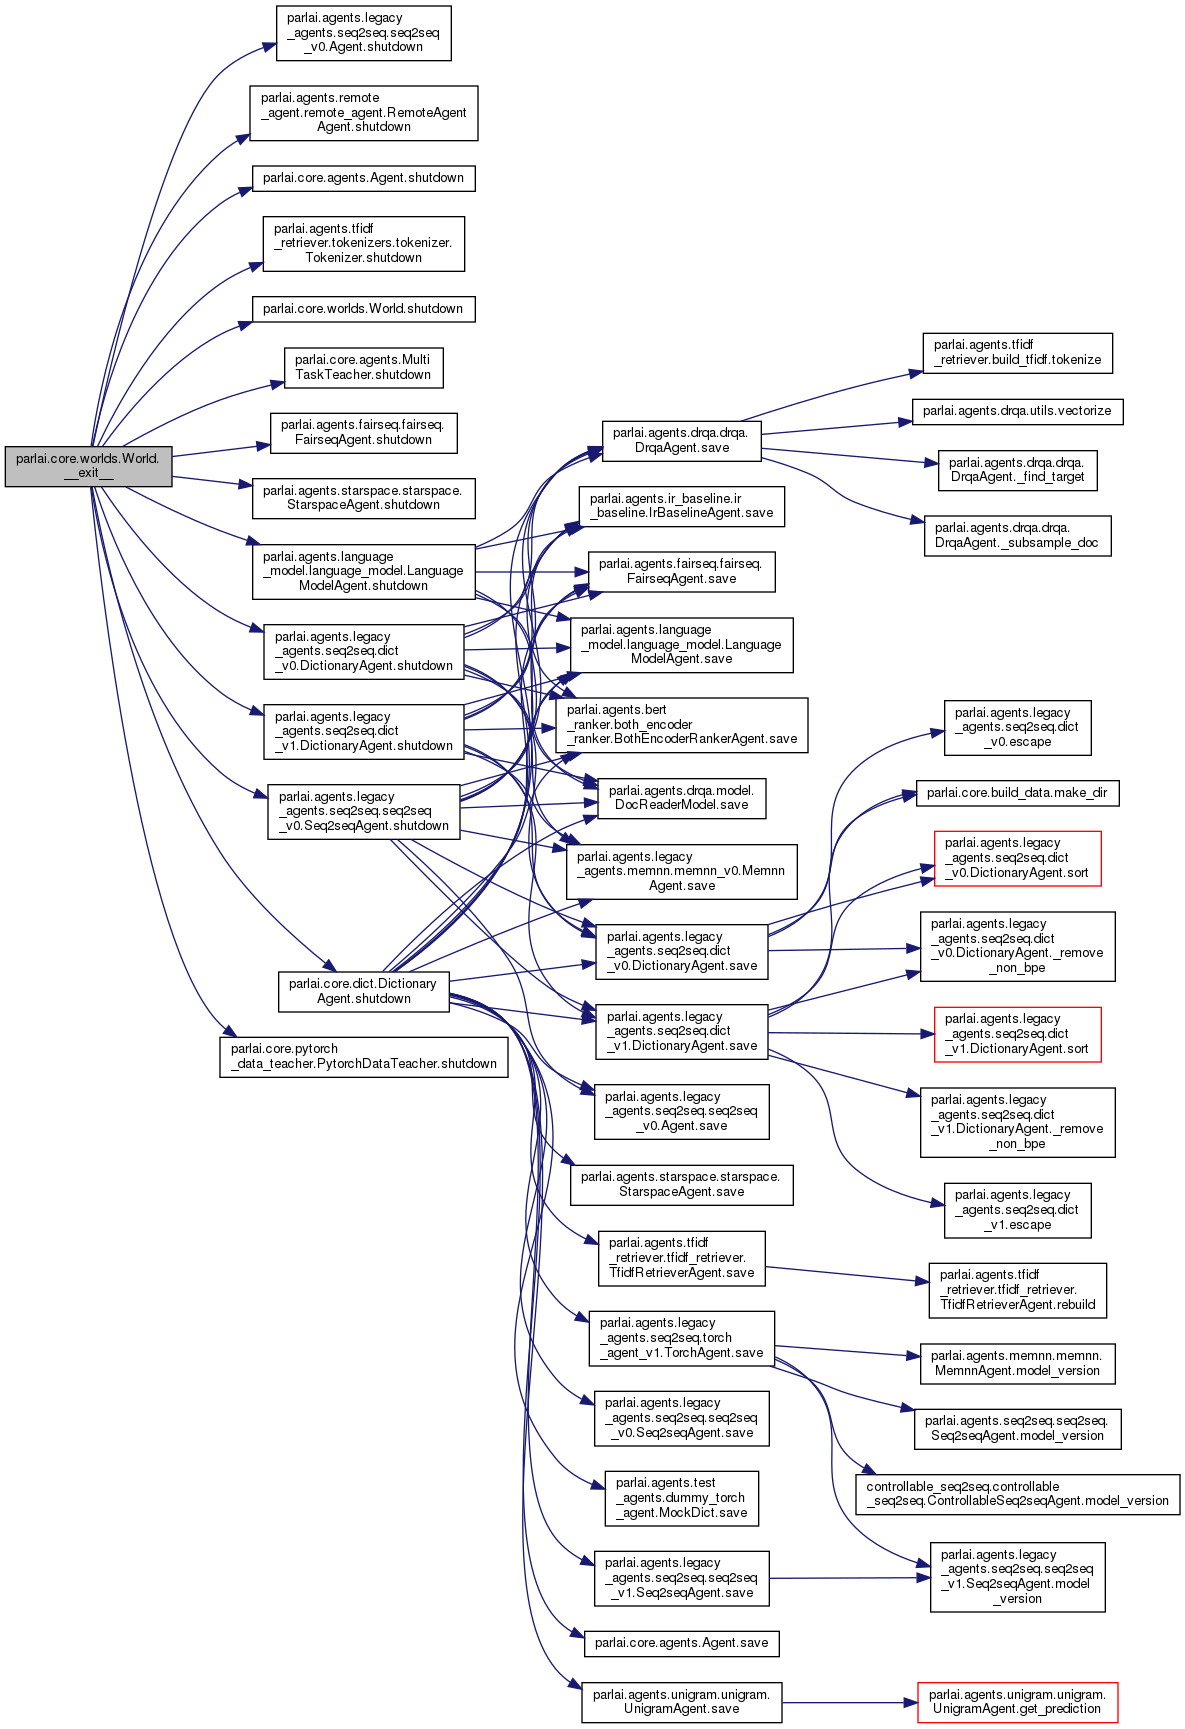 parlai.core.worlds.World.
__exit__
parlai.agents.legacy
_agents.seq2seq.seq2seq
_v0.Agent.shutdown
parlai.agents.remote
_agent.remote_agent.RemoteAgent
Agent.shutdown
parlai.core.agents.Agent.shutdown
parlai.agents.tfidf
_retriever.tokenizers.tokenizer.
Tokenizer.shutdown
parlai.core.worlds.World.shutdown
parlai.core.agents.Multi
TaskTeacher.shutdown
parlai.agents.fairseq.fairseq.
FairseqAgent.shutdown
parlai.agents.starspace.starspace.
StarspaceAgent.shutdown
parlai.agents.language
_model.language_model.Language
ModelAgent.shutdown
parlai.agents.legacy
_agents.seq2seq.dict
_v0.DictionaryAgent.shutdown
parlai.agents.legacy
_agents.seq2seq.dict
_v1.DictionaryAgent.shutdown
parlai.agents.legacy
_agents.seq2seq.seq2seq
_v0.Seq2seqAgent.shutdown
parlai.core.dict.Dictionary
Agent.shutdown
parlai.core.pytorch
_data_teacher.PytorchDataTeacher.shutdown
parlai.agents.drqa.drqa.
DrqaAgent.save
parlai.agents.ir_baseline.ir
_baseline.IrBaselineAgent.save
parlai.agents.fairseq.fairseq.
FairseqAgent.save
parlai.agents.language
_model.language_model.Language
ModelAgent.save
parlai.agents.bert
_ranker.both_encoder
_ranker.BothEncoderRankerAgent.save
parlai.agents.drqa.model.
DocReaderModel.save
parlai.agents.legacy
_agents.memnn.memnn_v0.Memnn
Agent.save
parlai.agents.legacy
_agents.seq2seq.dict
_v0.DictionaryAgent.save
parlai.agents.legacy
_agents.seq2seq.dict
_v1.DictionaryAgent.save
parlai.agents.legacy
_agents.seq2seq.seq2seq
_v0.Agent.save
parlai.agents.starspace.starspace.
StarspaceAgent.save
parlai.agents.tfidf
_retriever.tfidf_retriever.
TfidfRetrieverAgent.save
parlai.agents.legacy
_agents.seq2seq.torch
_agent_v1.TorchAgent.save
parlai.agents.legacy
_agents.seq2seq.seq2seq
_v0.Seq2seqAgent.save
parlai.agents.test
_agents.dummy_torch
_agent.MockDict.save
parlai.agents.legacy
_agents.seq2seq.seq2seq
_v1.Seq2seqAgent.save
parlai.core.agents.Agent.save
parlai.agents.unigram.unigram.
UnigramAgent.save
parlai.agents.tfidf
_retriever.build_tfidf.tokenize
parlai.agents.drqa.utils.vectorize
parlai.agents.drqa.drqa.
DrqaAgent._find_target
parlai.agents.drqa.drqa.
DrqaAgent._subsample_doc
parlai.agents.legacy
_agents.seq2seq.dict
_v0.escape
parlai.core.build_data.make_dir
parlai.agents.legacy
_agents.seq2seq.dict
_v0.DictionaryAgent.sort
parlai.agents.legacy
_agents.seq2seq.dict
_v0.DictionaryAgent._remove
_non_bpe
parlai.agents.legacy
_agents.seq2seq.dict
_v1.DictionaryAgent.sort
parlai.agents.legacy
_agents.seq2seq.dict
_v1.DictionaryAgent._remove
_non_bpe
parlai.agents.legacy
_agents.seq2seq.dict
_v1.escape
parlai.agents.tfidf
_retriever.tfidf_retriever.
TfidfRetrieverAgent.rebuild
parlai.agents.memnn.memnn.
MemnnAgent.model_version
parlai.agents.seq2seq.seq2seq.
Seq2seqAgent.model_version
controllable_seq2seq.controllable
_seq2seq.ControllableSeq2seqAgent.model_version
parlai.agents.legacy
_agents.seq2seq.seq2seq
_v1.Seq2seqAgent.model
_version
parlai.agents.unigram.unigram.
UnigramAgent.get_prediction